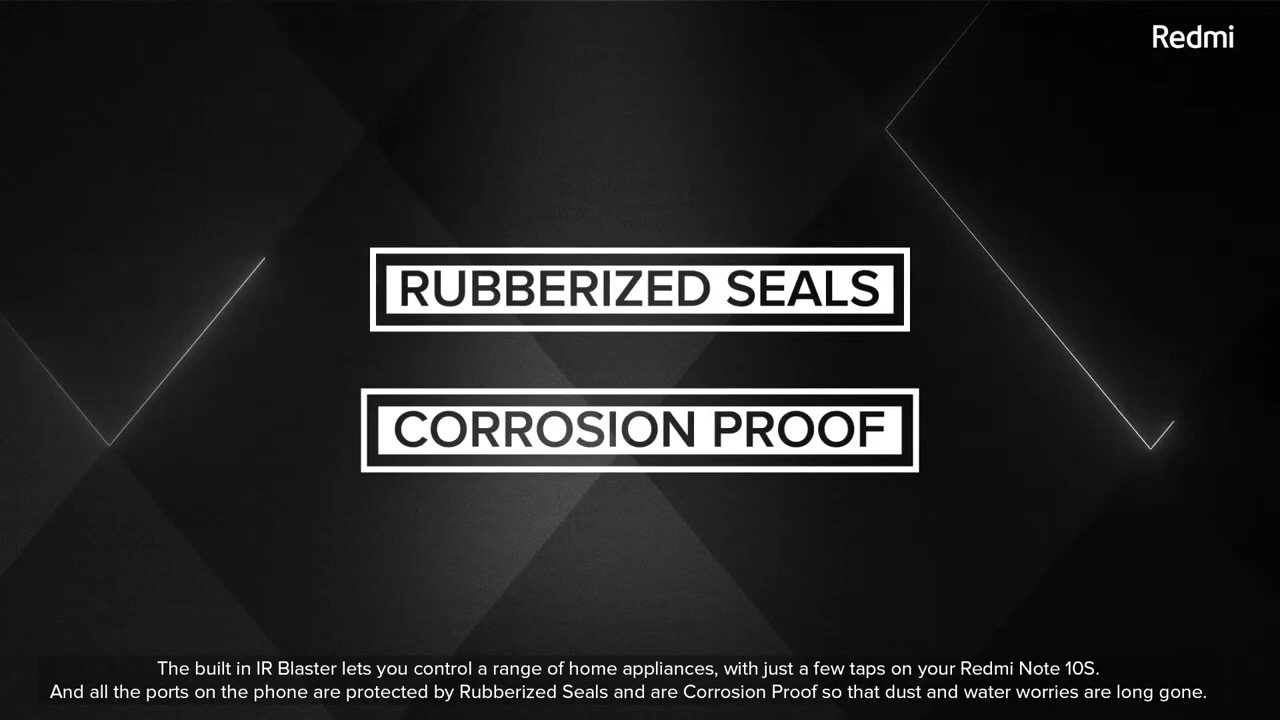 Redmi
RUBBERIZED SEALS
CORROSION PROOF
The built in IR Blaster lets you control a range of home appliances, with just a few taps on your Redmi Note 10S.
And all the ports on the phone are protected by Rubberized Seals and are Corrosion Proof so that dust and water worries are long gone.